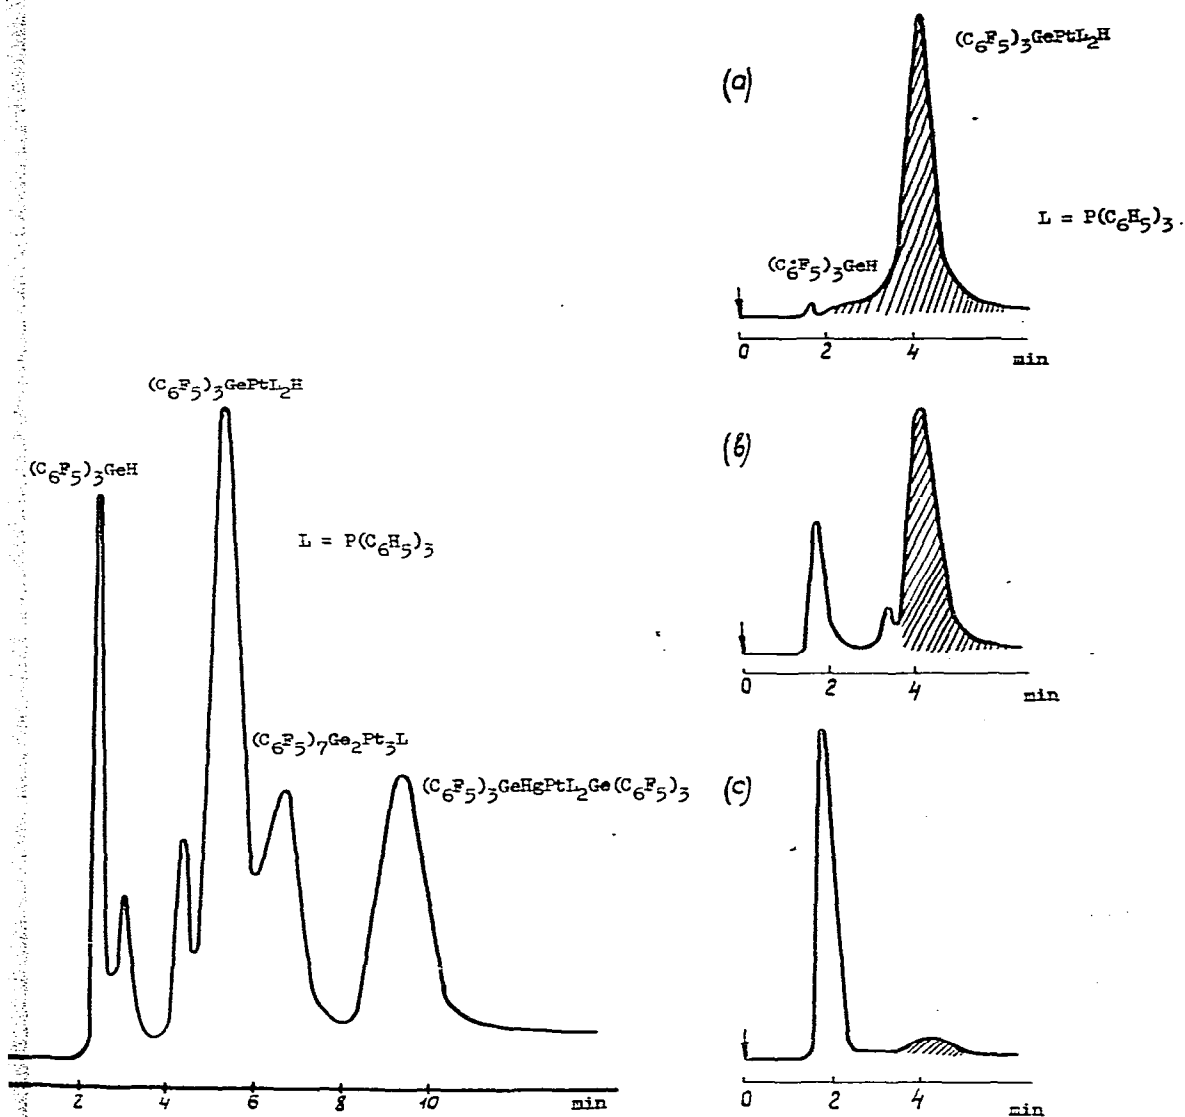 (C6F5)3GePtL2H
(C6F5)3GeH
L = P(C6H5)3
(C6F5)7Ge2Pt3L
(C6F5)3GeHgPtL2Ge(C6F5)3
2 4 6 8 10 min
(a)
(C6F5)3GePtL2H
L = P(C6H5)3.
(C6F5)3GeH
0 2 4 min
(б)
0 2 4 min
(c)
0 2 4 min